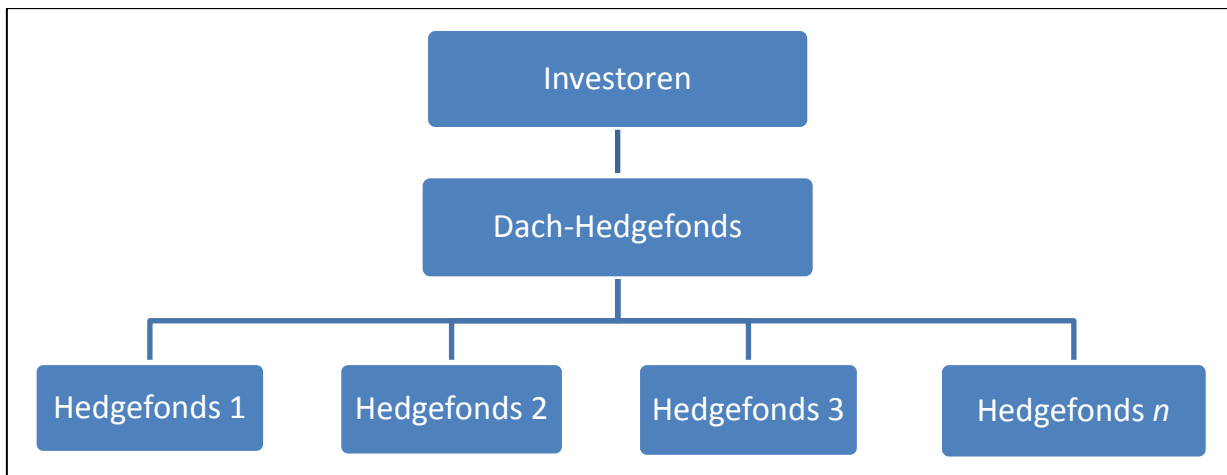 Investoren
Dach-Hedgefonds
Hedgefonds 1
Hedgefonds 2
Hedgefonds 3
Hedgefonds n